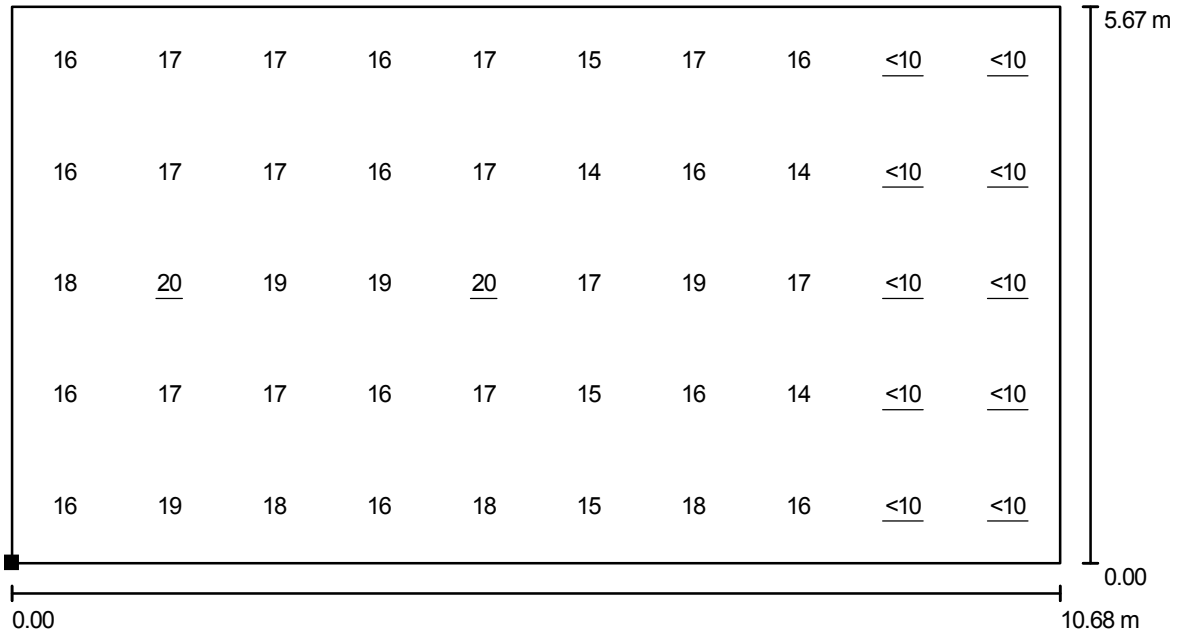 5.67 m
16 17 17 16 17 15 17 16 <10 <10
16 17 17 16 17 14 16 14 <10 <10
18 20 19 19 20 17 19 17 <10 <10
16 17 17 16 17 15 16 14 <10 <10
16 19 18 16 18 15 18 16 <10 <10
0.00
0.00 10.68 m